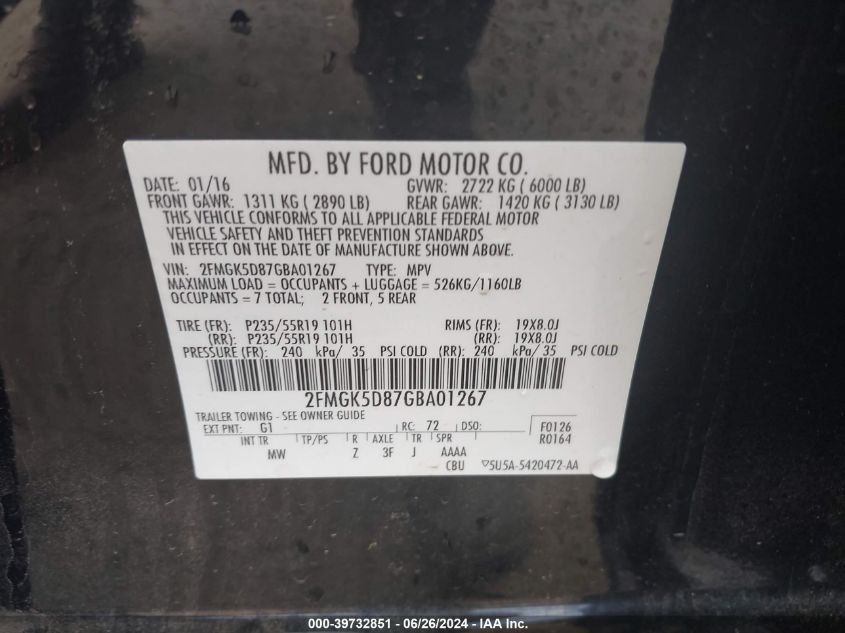 MFD. BY FORD MOTOR CO.
DATE: 01/16 GVWR: 2722 KG ( 6000 LB)
FRONT GAWR: 1311 KG ( 2890 LB) REAR GAWR: 1420 KG ( 3130 LB)
THIS VEHICLE CONFORMS TO ALL APPLICABLE FEDERAL MOTOR
VEHICLE SAFETY AND THEFT PREVENTION STANDARDS
IN EFFECT ON THE DATE OF MANUFACTURE SHOWN ABOVE.
VIN: 2FMGK5D87GBA01267 TYPE: MPV
MAXIMUM LOAD = OCCUPANTS + LUGGAGE = 526KG/1160LB
OCCUPANTS = 7 TOTAL; 2 FRONT, 5 REAR
TIRE (FR): P235/55R19 101H RIMS (FR): 19X8.0J
(RR): P235/55R19 101H (RR): 19X8.0J
PRESSURE (FR): 240 kPa/ 35 PSI COLD (RR): 240 kPa/ 35 PSI COLD
2FMGK5D87GBA01267
TRAILER TOWING - SEE OWNER GUIDE
EXT PNT: G1 RC: 72 DSO: F0126
INT TR TP/PS R AXLE TR SPR R0164
MW Z 3F J AAAA
CBU 5U5A-5420472-AA
000-39732851 - 06/26/2024 - IAA Inc.